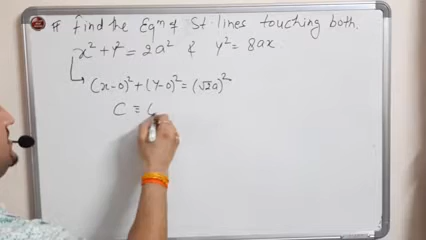 # Find the Eqⁿ of St. lines touching both.
x² + y² = 2a² & y² = 8ax.
(x-0)² + (y-0)² = (√2a)²
C ≡ (